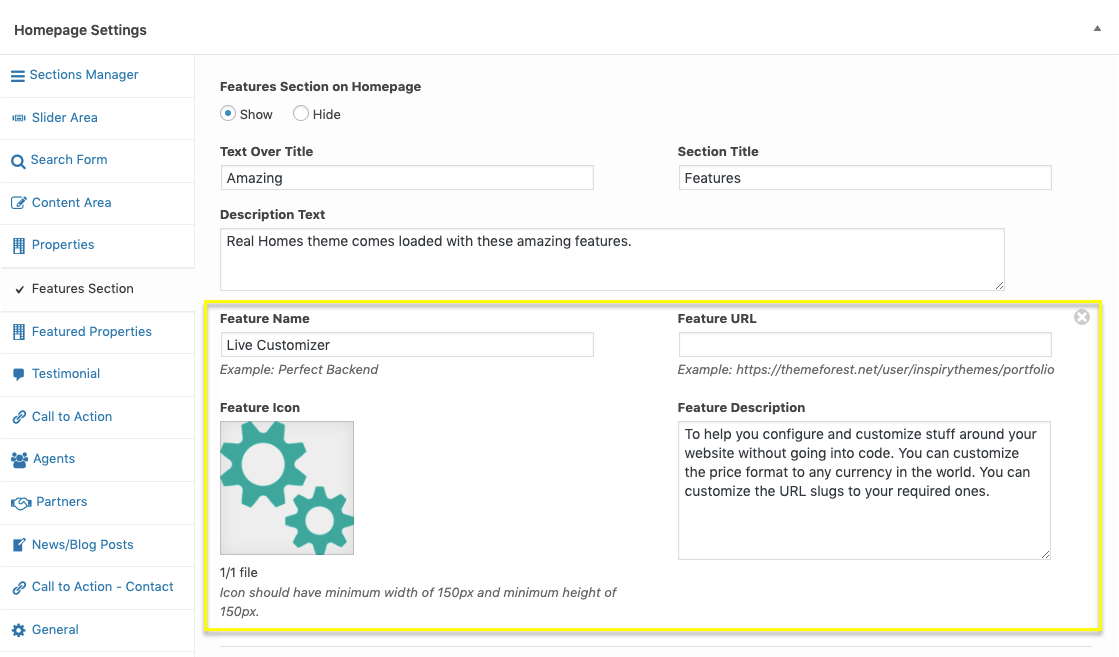 Homepage Settings
Sections Manager
Slider Area
Search Form
Content Area
Properties
Features Section
Featured Properties
Testimonial
Call to Action
Agents
Partners
News/Blog Posts
Call to Action - Contact
General
Features Section on Homepage
Show Hide
Text Over Title
Amazing
Section Title
Features
Description Text
Real Homes theme comes loaded with these amazing features.
Feature Name
Live Customizer
Example: Perfect Backend
Feature URL
Example: https://themeforest.net/user/inspirythemes/portfolio
Feature Icon
1/1 file
Icon should have minimum width of 150px and minimum height of
150px.
Feature Description
To help you configure and customize stuff around your
website without going into code. You can customize
the price format to any currency in the world. You can
customize the URL slugs to your required ones.